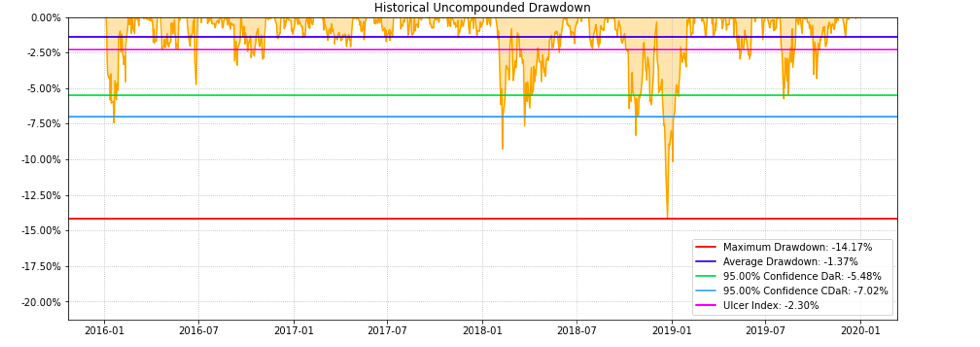 Historical Uncompounded Drawdown
0.00%
-2.50%
-5.00%
-7.50%
-10.00%
-12.50%
-15.00%
-17.50%
-20.00%
Maximum Drawdown: -14.17%
Average Drawdown: -1.37%
95.00% Confidence DaR: -5.48%
95.00% Confidence CDaR: -7.02%
Ulcer Index: -2.30%
2016-01 2016-07 2017-01 2017-07 2018-01 2018-07 2019-01 2019-07 2020-01